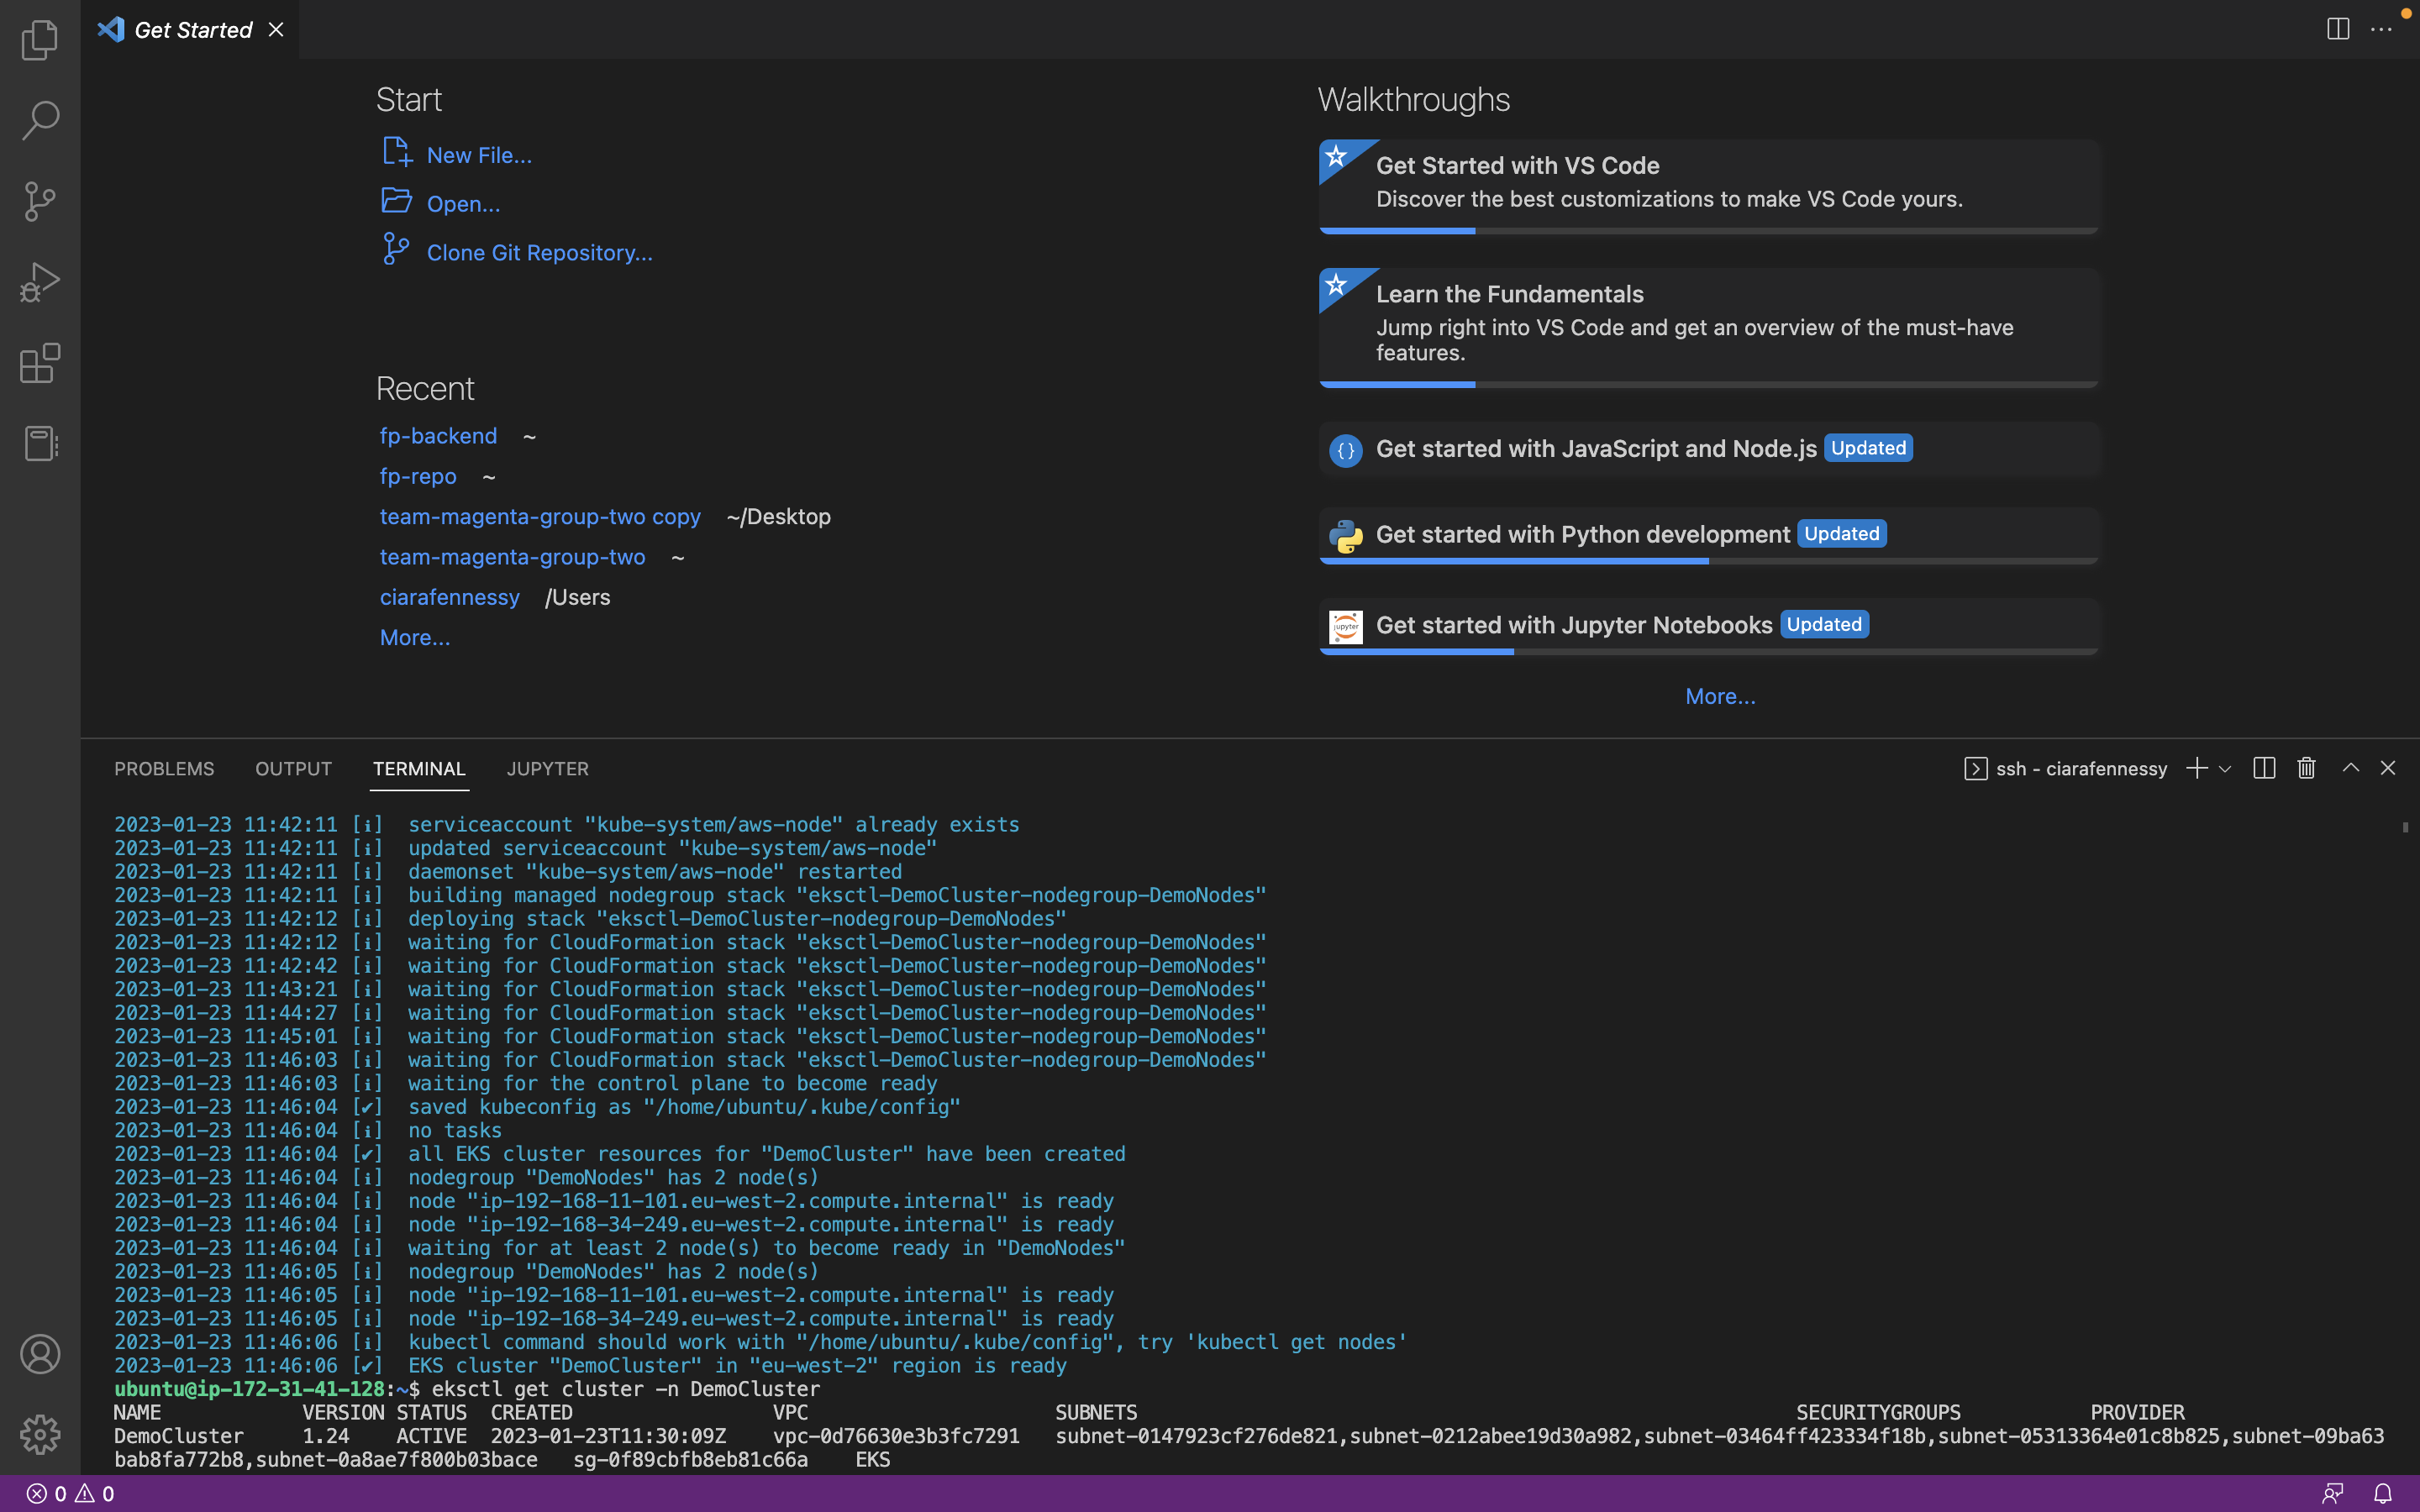 Get Started
Start
New File...
Open...
Clone Git Repository...
Recent
fp-backend ~
fp-repo ~
team-magenta-group-two copy ~/Desktop
team-magenta-group-two ~
ciarafennessy /Users
More...
Walkthroughs
Get Started with VS Code
Discover the best customizations to make VS Code yours.
Learn the Fundamentals
Jump right into VS Code and get an overview of the must-have
features.
{} Get started with JavaScript and Node.js Updated
Get started with Python development Updated
jupyter Get started with Jupyter Notebooks Updated
More...
PROBLEMS OUTPUT TERMINAL JUPYTER ssh - ciarafennessy
2023-01-23 11:42:11 [i] serviceaccount "kube-system/aws-node" already exists
2023-01-23 11:42:11 [i] updated serviceaccount "kube-system/aws-node"
2023-01-23 11:42:11 [i] daemonset "kube-system/aws-node" restarted
2023-01-23 11:42:11 [i] building managed nodegroup stack "eksctl-DemoCluster-nodegroup-DemoNodes"
2023-01-23 11:42:12 [i] deploying stack "eksctl-DemoCluster-nodegroup-DemoNodes"
2023-01-23 11:42:12 [i] waiting for CloudFormation stack "eksctl-DemoCluster-nodegroup-DemoNodes"
2023-01-23 11:42:42 [i] waiting for CloudFormation stack "eksctl-DemoCluster-nodegroup-DemoNodes"
2023-01-23 11:43:21 [i] waiting for CloudFormation stack "eksctl-DemoCluster-nodegroup-DemoNodes"
2023-01-23 11:44:27 [i] waiting for CloudFormation stack "eksctl-DemoCluster-nodegroup-DemoNodes"
2023-01-23 11:45:01 [i] waiting for CloudFormation stack "eksctl-DemoCluster-nodegroup-DemoNodes"
2023-01-23 11:46:03 [i] waiting for CloudFormation stack "eksctl-DemoCluster-nodegroup-DemoNodes"
2023-01-23 11:46:03 [i] waiting for the control plane to become ready
2023-01-23 11:46:04 [✔] saved kubeconfig as "/home/ubuntu/.kube/config"
2023-01-23 11:46:04 [i] no tasks
2023-01-23 11:46:04 [✔] all EKS cluster resources for "DemoCluster" have been created
2023-01-23 11:46:04 [i] nodegroup "DemoNodes" has 2 node(s)
2023-01-23 11:46:04 [i] node "ip-192-168-11-101.eu-west-2.compute.internal" is ready
2023-01-23 11:46:04 [i] node "ip-192-168-34-249.eu-west-2.compute.internal" is ready
2023-01-23 11:46:04 [i] waiting for at least 2 node(s) to become ready in "DemoNodes"
2023-01-23 11:46:05 [i] nodegroup "DemoNodes" has 2 node(s)
2023-01-23 11:46:05 [i] node "ip-192-168-11-101.eu-west-2.compute.internal" is ready
2023-01-23 11:46:05 [i] node "ip-192-168-34-249.eu-west-2.compute.internal" is ready
2023-01-23 11:46:06 [i] kubectl command should work with "/home/ubuntu/.kube/config", try 'kubectl get nodes'
2023-01-23 11:46:06 [✔] EKS cluster "DemoCluster" in "eu-west-2" region is ready
ubuntu@ip-172-31-41-128:~$ eksctl get cluster -n DemoCluster
NAME VERSION STATUS CREATED VPC SUBNETS SECURITYGROUPS PROVIDER
DemoCluster 1.24 ACTIVE 2023-01-23T11:30:09Z vpc-0d76630e3b3fc7291 subnet-0147923cf276de821,subnet-0212abee19d30a982,subnet-03464ff423334f18b,subnet-05313364e01c8b825,subnet-09ba63
bab8fa772b8,subnet-0a8ae7f800b03bace sg-0f89cbfb8eb81c66a EKS
0 0